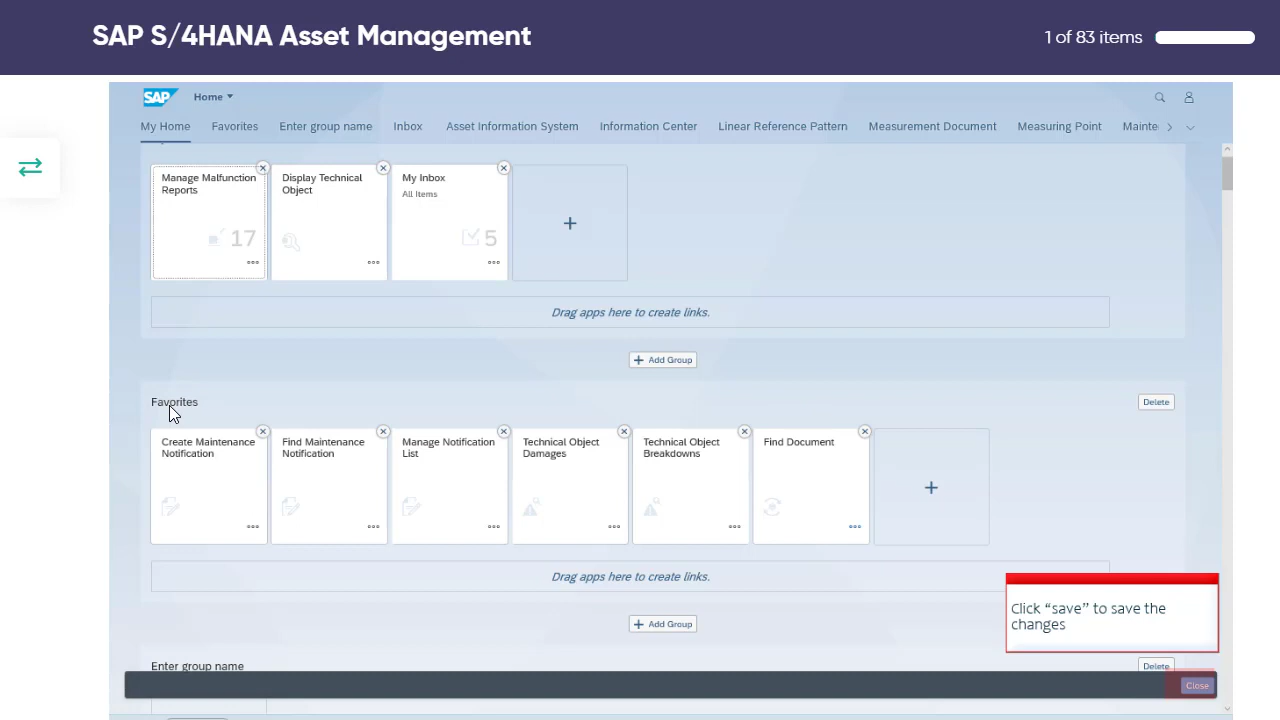 SAP S/4HANA Asset Management
1 of 83 items
SAP Home
My Home Favorites Enter group name Inbox Asset Information System Information Center Linear Reference Pattern Measurement Document Measuring Point Mainte
Manage Malfunction
Reports
17
Display Technical
Object
My Inbox
All Items
5
Drag apps here to create links.
Add Group
Favorites
Delete
Create Maintenance
Notification
Find Maintenance
Notification
Manage Notification
List
Technical Object
Damages
Technical Object
Breakdowns
Find Document
Drag apps here to create links.
Add Group
Click “save” to save the
changes
Enter group name
Delete
Close